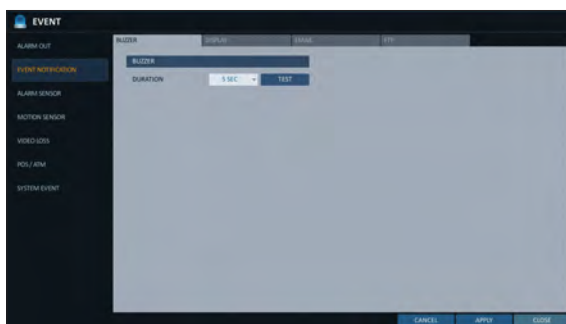 EVENT
ALARM OUT
EVENT NOTIFICATION
ALARM SENSOR
MOTION SENSOR
VIDEO LOSS
POS / ATM
SYSTEM EVENT
BUZZER DISPLAY EMAIL FTP
BUZZER
DURATION 5 SEC TEST
CANCEL APPLY CLOSE